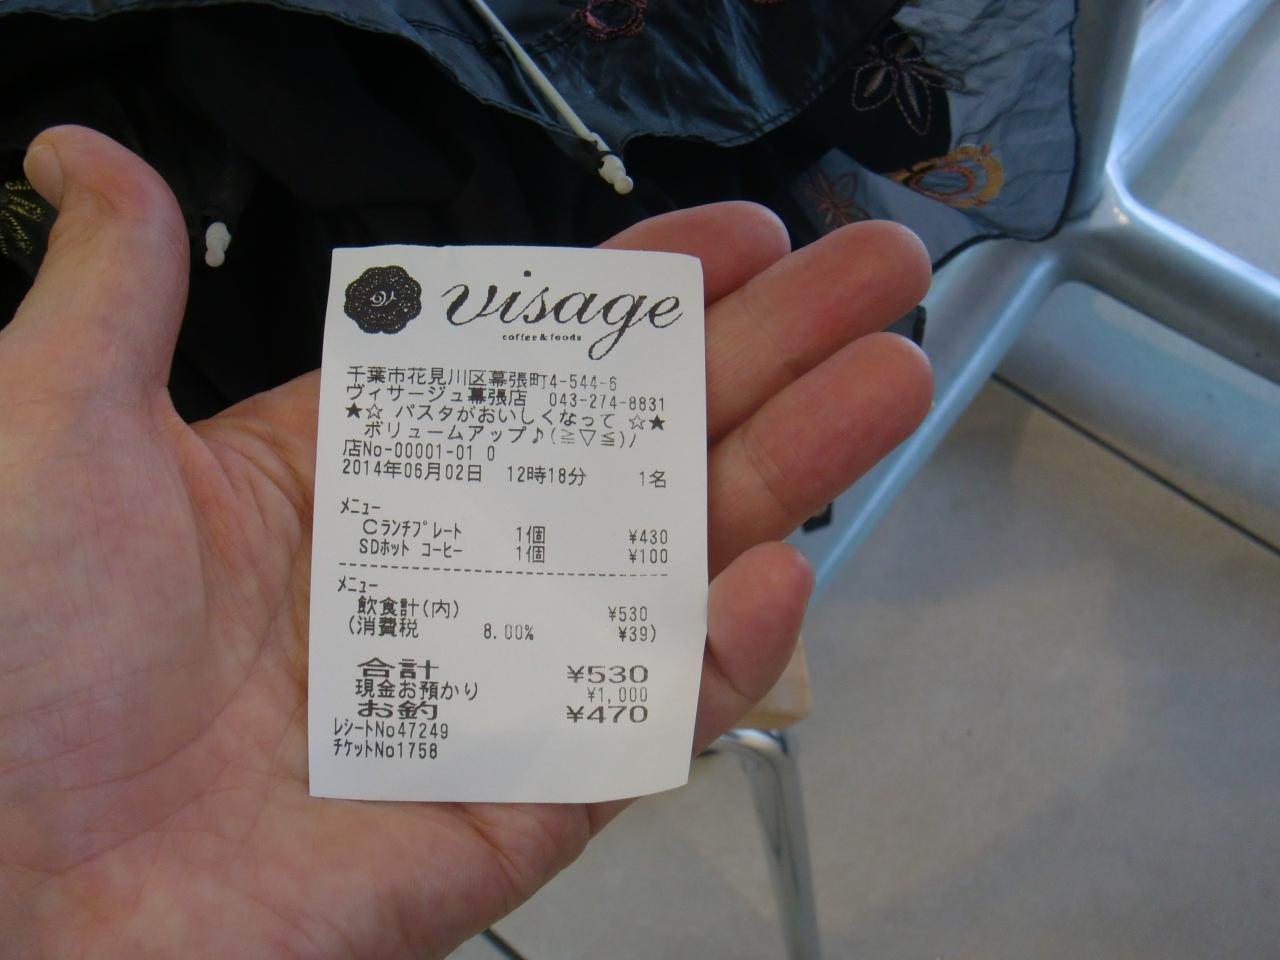 visage
coffee & foods
千葉市花見川区幕張町4-544-6
ヴィサージュ幕張店 043-274-8831
★☆ パスタがおいしくなって ☆★
ボリュームアップ♪(≧▽≦)/
店No-00001-01 0
2014年06月02日 12時18分 1名
メニュー
Cランチプレート 1個 ¥430
SDホット コーヒー 1個 ¥100
メニュー
飲食計(内) ¥530
(消費税 8.00% ¥39)
合計 ¥530
現金お預かり ¥1,000
お釣 ¥470
レシートNo47249
チケットNo1758